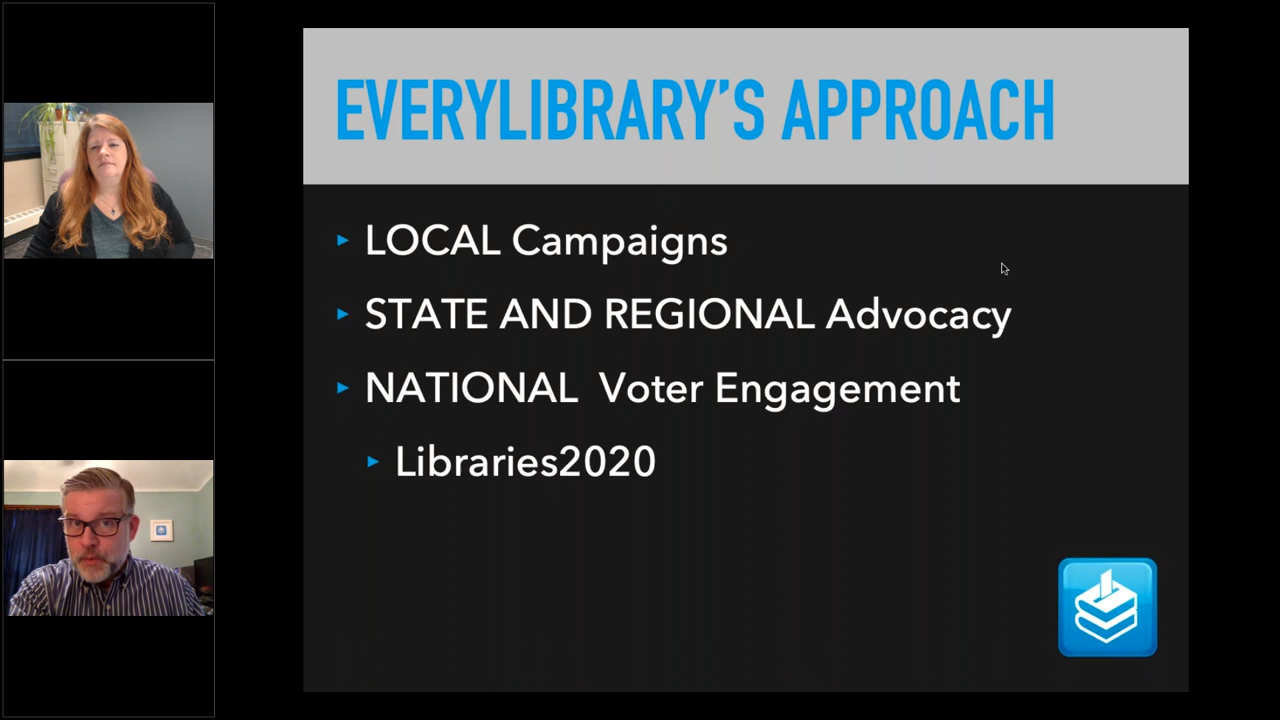 EVERYLIBRARY'S APPROACH
LOCAL Campaigns
STATE AND REGIONAL Advocacy
NATIONAL Voter Engagement
Libraries2020